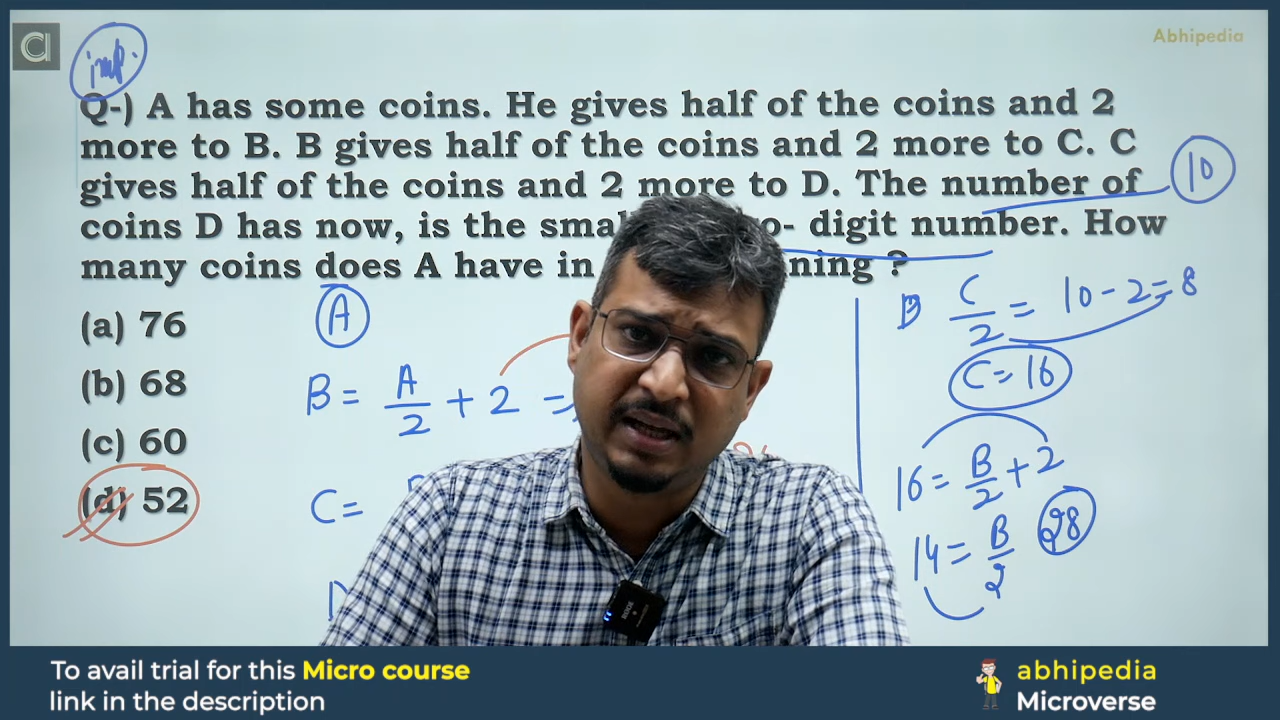 a
Abhipedia
imp.
Q-) A has some coins. He gives half of the coins and 2
more to B. B gives half of the coins and 2 more to C. C
gives half of the coins and 2 more to D. The number of
10
coins D has now, is the digit number. How
many coins does A have in ?
(a) 76
(b) 68
(c) 60
(d) 52
A
B = A/2 + 2 =
C =
B C/2 = 10 - 2 = 8
C = 16
16 = B/2 + 2
14 = B/2 28
To avail trial for this Micro course
link in the description
abhipedia
Microverse